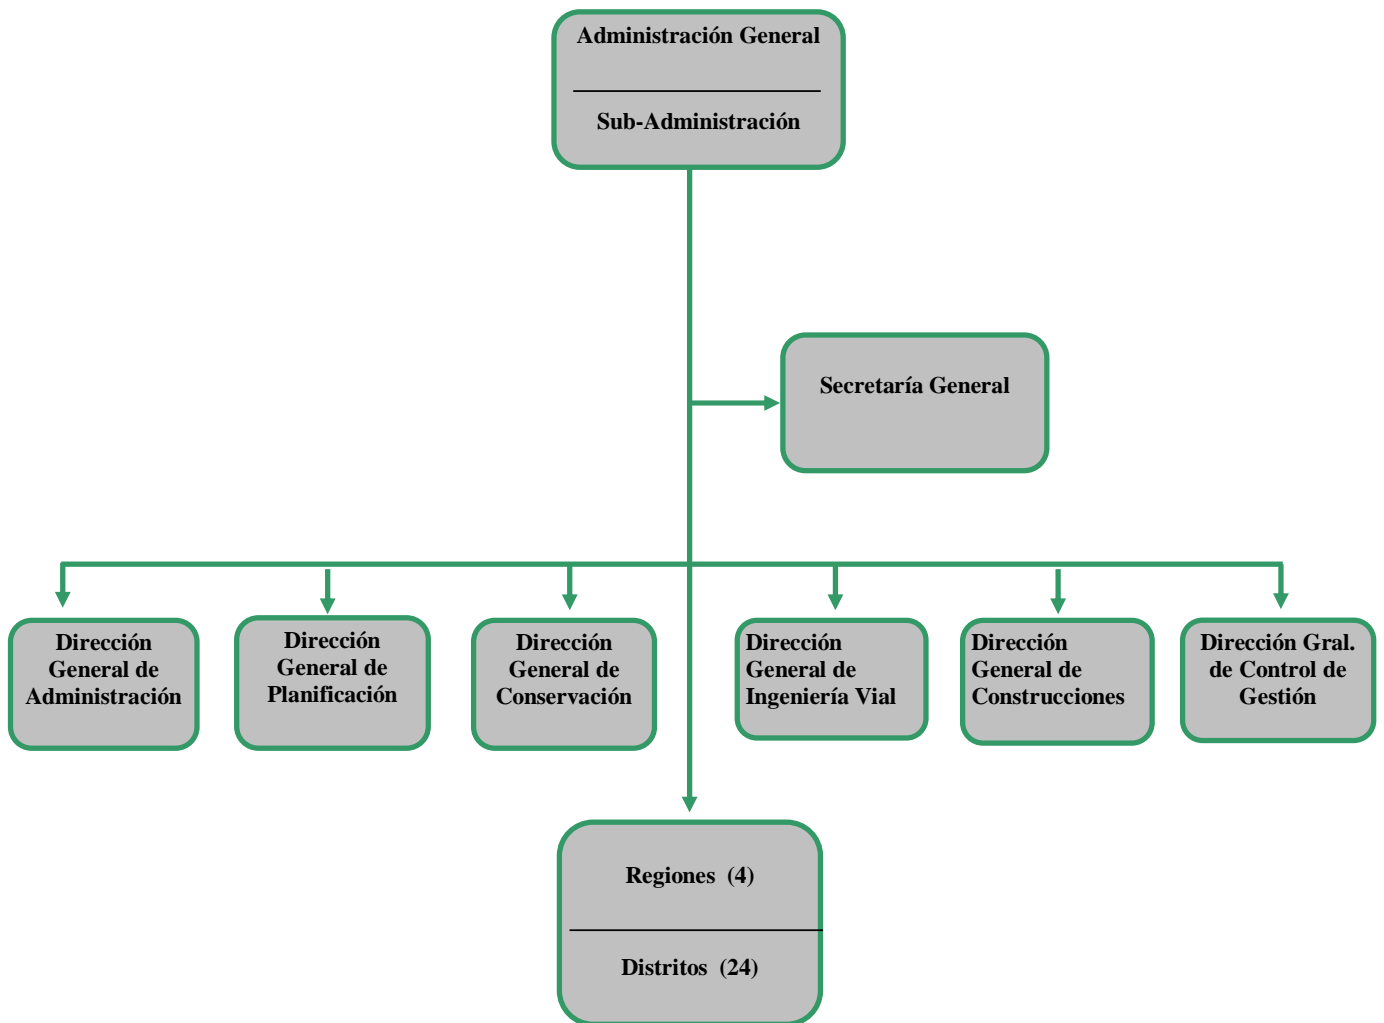 Administración General
Sub-Administración
Secretaría General
Dirección
General de
Administración
Dirección
General de
Planificación
Dirección
General de
Conservación
Dirección
General de
Ingeniería Vial
Dirección
General de
Construcciones
Dirección Gral.
de Control de
Gestión
Regiones (4)
Distritos (24)